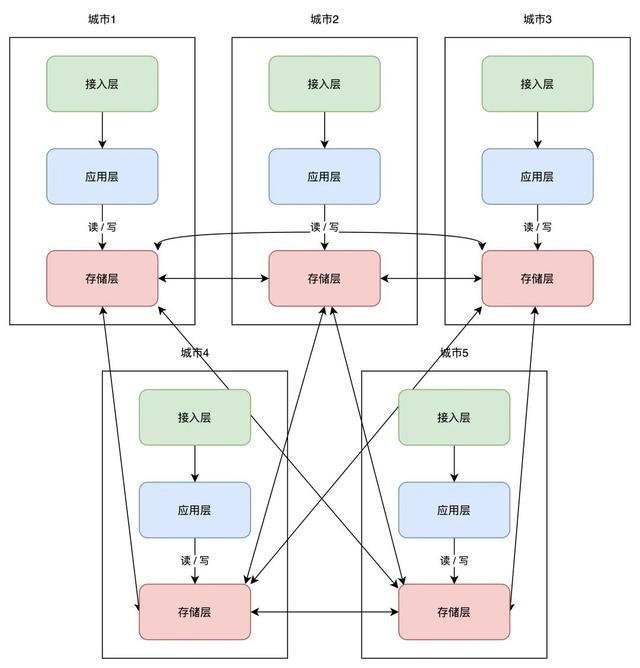 城市1
接入层
应用层
读 / 写
存储层
城市2
接入层
应用层
读 / 写
存储层
城市3
接入层
应用层
读 / 写
存储层
城市4
接入层
应用层
读 / 写
存储层
城市5
接入层
应用层
读 / 写
存储层